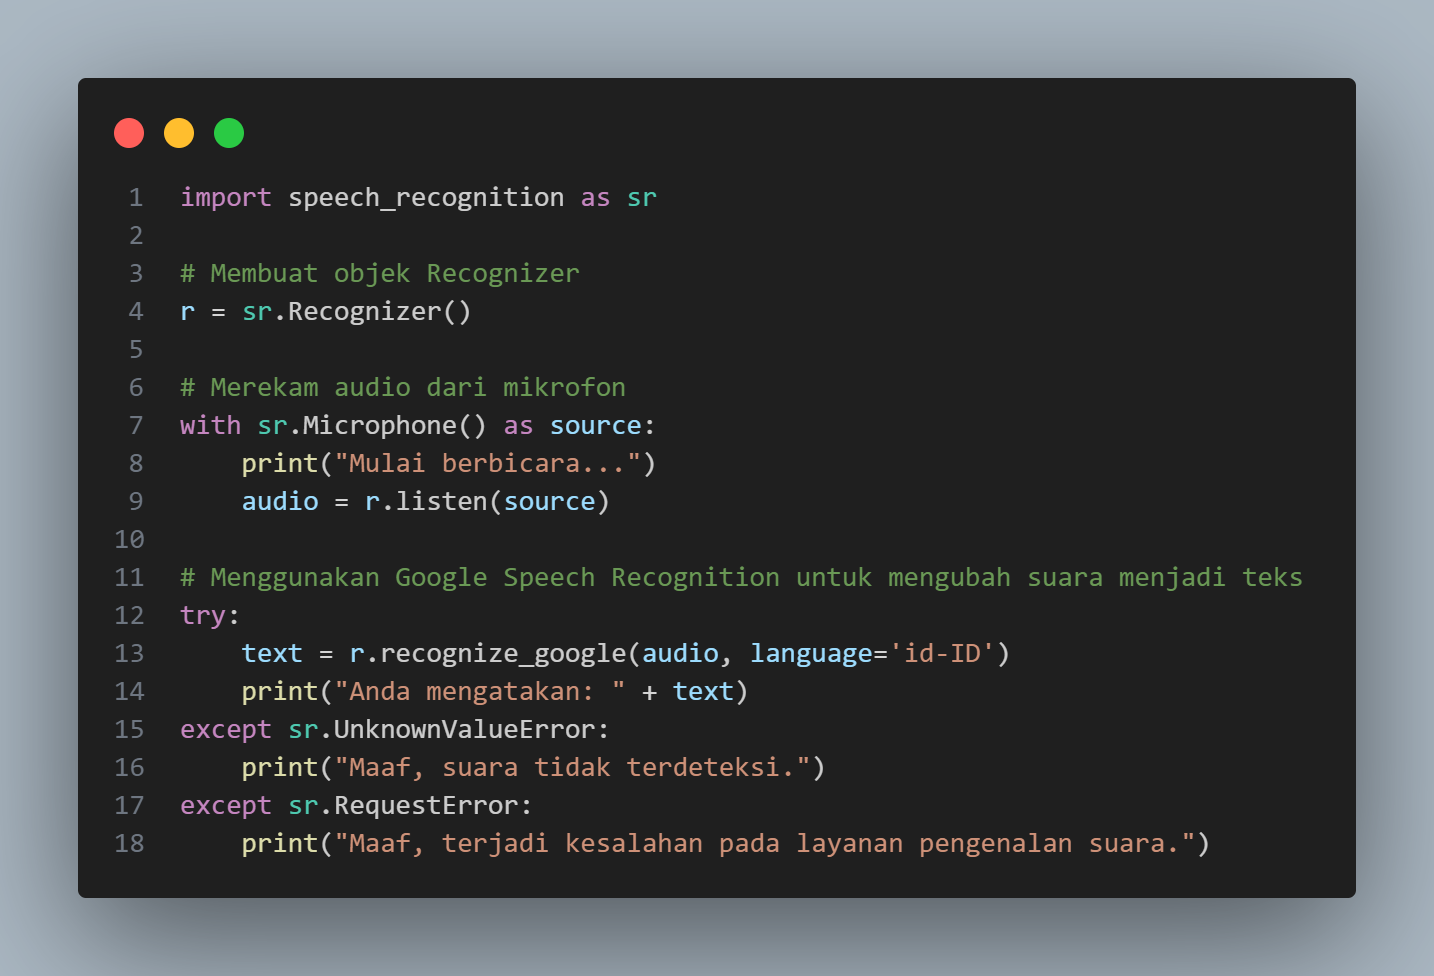 1 import speech_recognition as sr
2
3 # Membuat objek Recognizer
4 r = sr.Recognizer()
5
6 # Merekam audio dari mikrofon
7 with sr.Microphone() as source:
8     print("Mulai berbicara...")
9     audio = r.listen(source)
10
11 # Menggunakan Google Speech Recognition untuk mengubah suara menjadi teks
12 try:
13     text = r.recognize_google(audio, language='id-ID')
14     print("Anda mengatakan: " + text)
15 except sr.UnknownValueError:
16     print("Maaf, suara tidak terdeteksi.")
17 except sr.RequestError:
18     print("Maaf, terjadi kesalahan pada layanan pengenalan suara.")